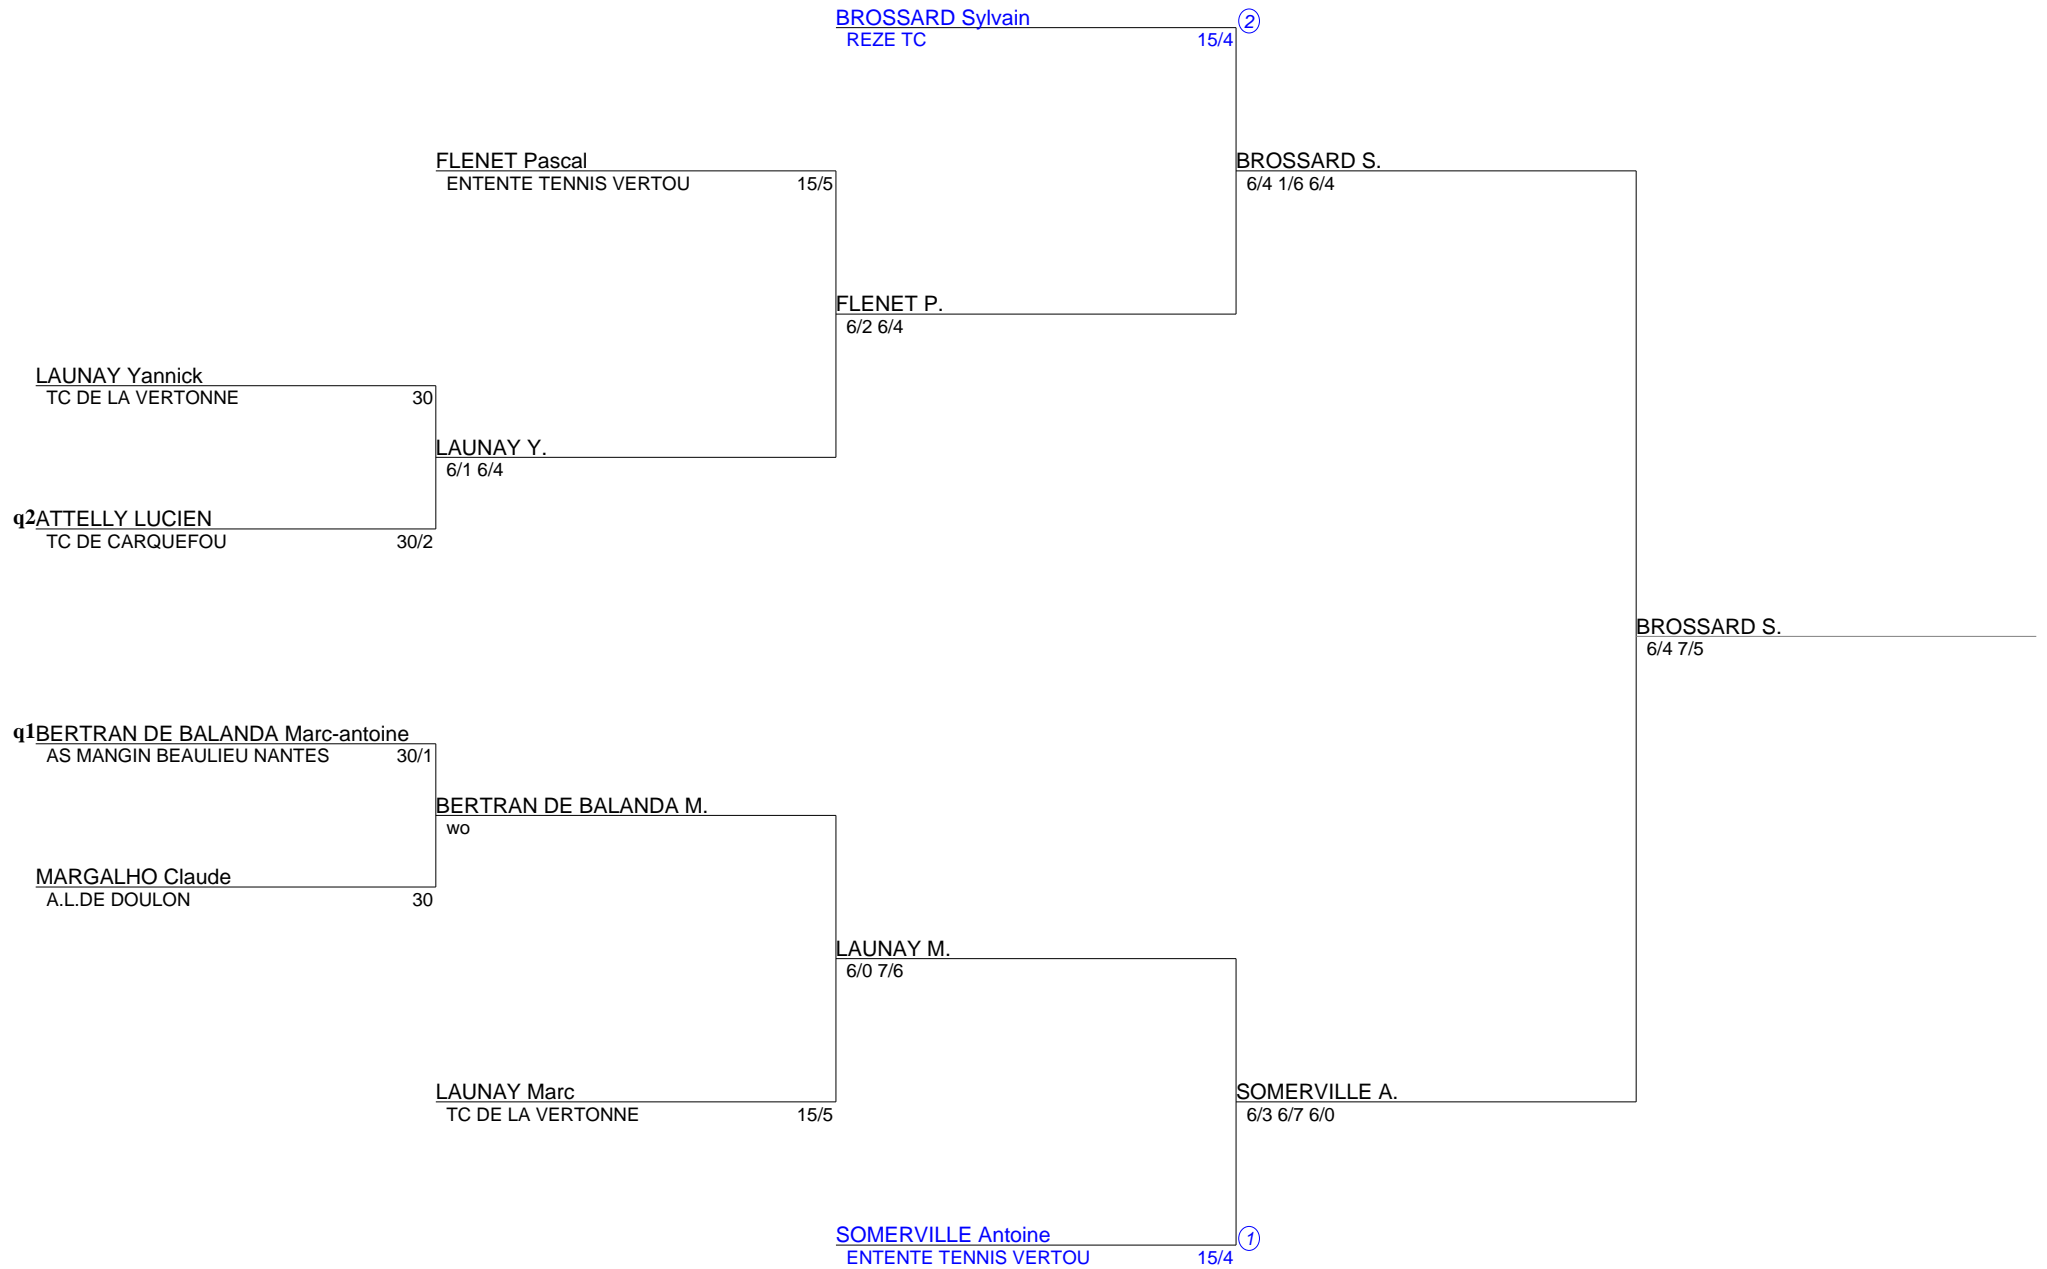 BROSSARD Sylvain 2
REZE TC 15/4
FLENET Pascal
ENTENTE TENNIS VERTOU 15/5
BROSSARD S.
6/4 1/6 6/4
FLENET P.
6/2 6/4
LAUNAY Yannick
TC DE LA VERTONNE 30
LAUNAY Y.
6/1 6/4
q2 ATTELLY LUCIEN
TC DE CARQUEFOU 30/2
BROSSARD S.
6/4 7/5
q1 BERTRAN DE BALANDA Marc-antoine
AS MANGIN BEAULIEU NANTES 30/1
BERTRAN DE BALANDA M.
wo
MARGALHO Claude
A.L.DE DOULON 30
LAUNAY M.
6/0 7/6
LAUNAY Marc
TC DE LA VERTONNE 15/5
SOMERVILLE A.
6/3 6/7 6/0
SOMERVILLE Antoine 1
ENTENTE TENNIS VERTOU 15/4